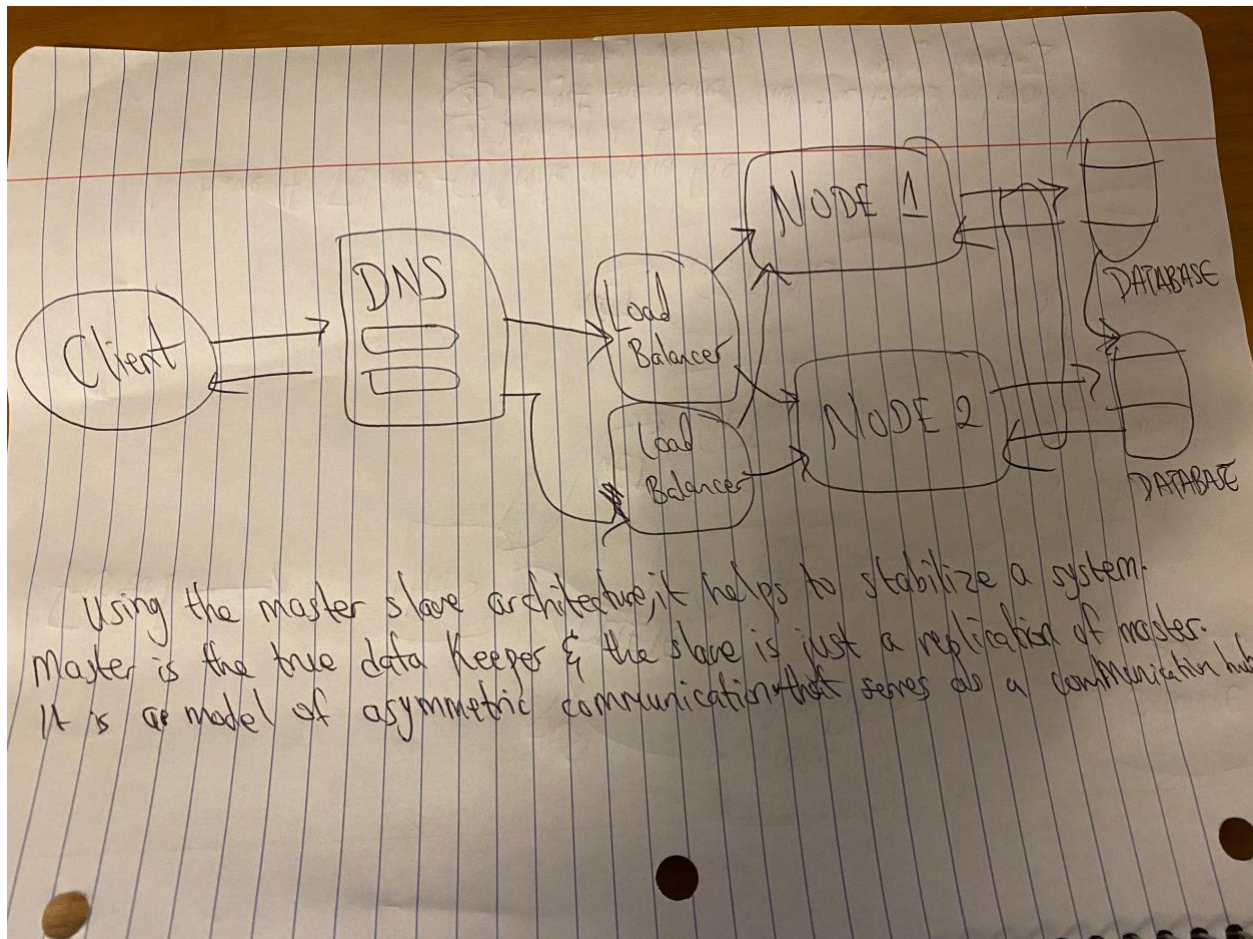 Client
DNS
Load
Balancer
Load
Balancer
NODE 1
NODE 2
DATABASE
DATABASE
Using the master slave architecture, it helps to stabilize a system.
Master is the true data keeper & the slave is just a replication of master.
It is a model of asymmetric communication that serves as a communicatin hub